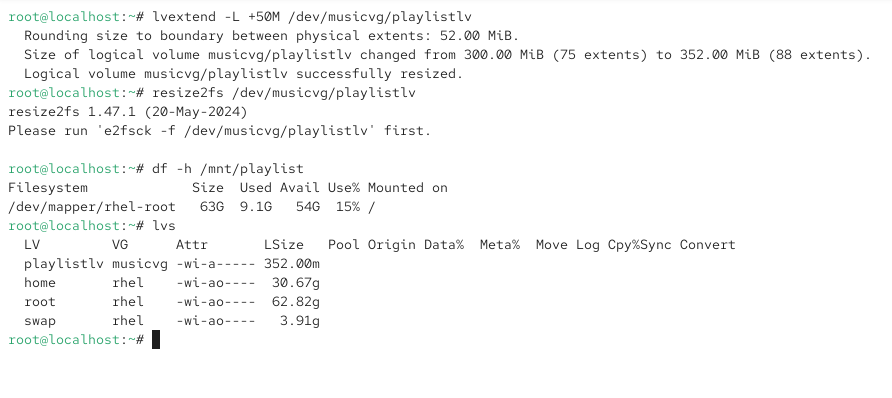 root@localhost:~# lvextend -L +50M /dev/musicvg/playlistlv
  Rounding size to boundary between physical extents: 52.00 MiB.
  Size of logical volume musicvg/playlistlv changed from 300.00 MiB (75 extents) to 352.00 MiB (88 extents).
  Logical volume musicvg/playlistlv successfully resized.
root@localhost:~# resize2fs /dev/musicvg/playlistlv
resize2fs 1.47.1 (20-May-2024)
Please run 'e2fsck -f /dev/musicvg/playlistlv' first.

root@localhost:~# df -h /mnt/playlist
Filesystem             Size  Used Avail Use% Mounted on
/dev/mapper/rhel-root   63G  9.1G   54G  15% /
root@localhost:~# lvs
  LV         VG      Attr       LSize   Pool Origin Data%  Meta%  Move Log Cpy%Sync Convert
  playlistlv musicvg -wi-a----- 352.00m
  home       rhel    -wi-ao----  30.67g
  root       rhel    -wi-ao----  62.82g
  swap       rhel    -wi-ao----   3.91g
root@localhost:~#